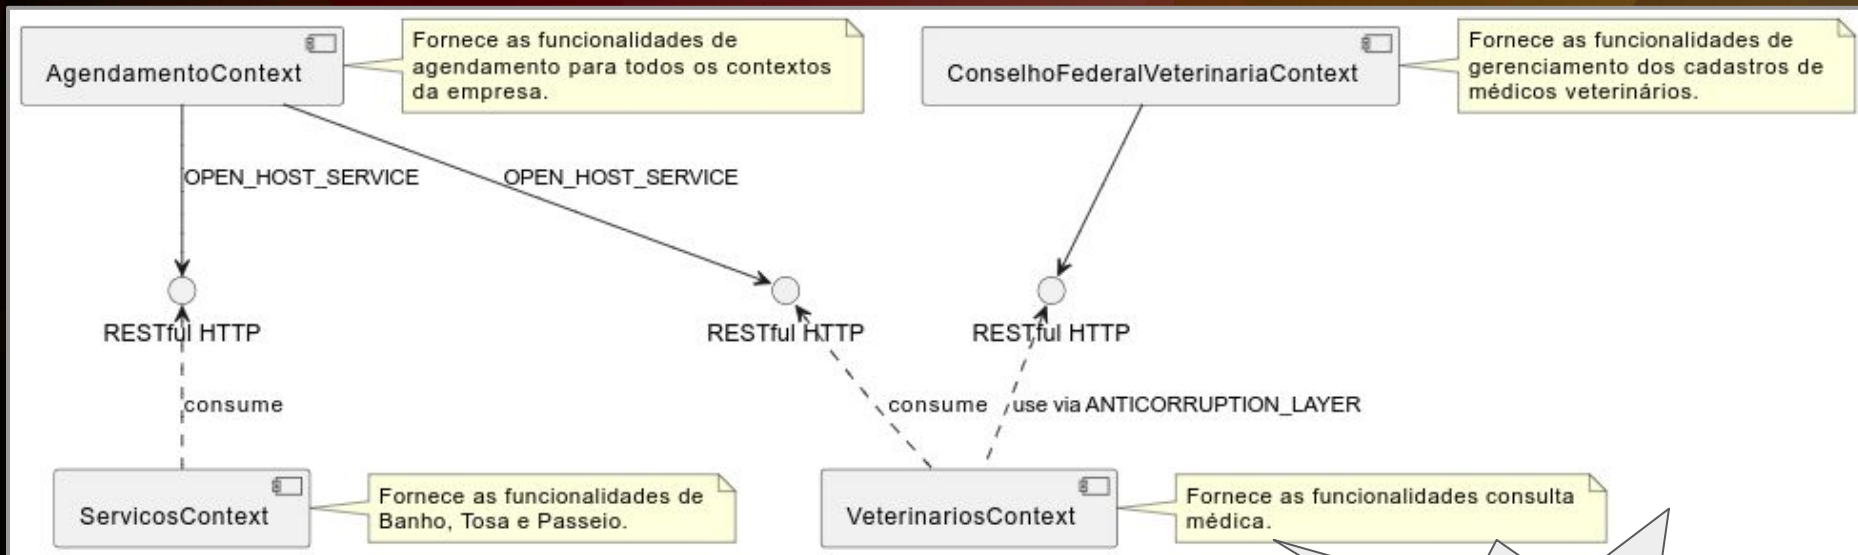 AgendamentoContext
Fornece as funcionalidades de
agendamento para todos os contextos
da empresa.
ConselhoFederalVeterinariaContext
Fornece as funcionalidades de
gerenciamento dos cadastros de
médicos veterinários.
OPEN_HOST_SERVICE
OPEN_HOST_SERVICE
RESTful HTTP
RESTful HTTP
RESTful HTTP
consume
consume
use via ANTICORRUPTION_LAYER
ServicosContext
Fornece as funcionalidades de
Banho, Tosa e Passeio.
VeterinariosContext
Fornece as funcionalidades consulta
médica.